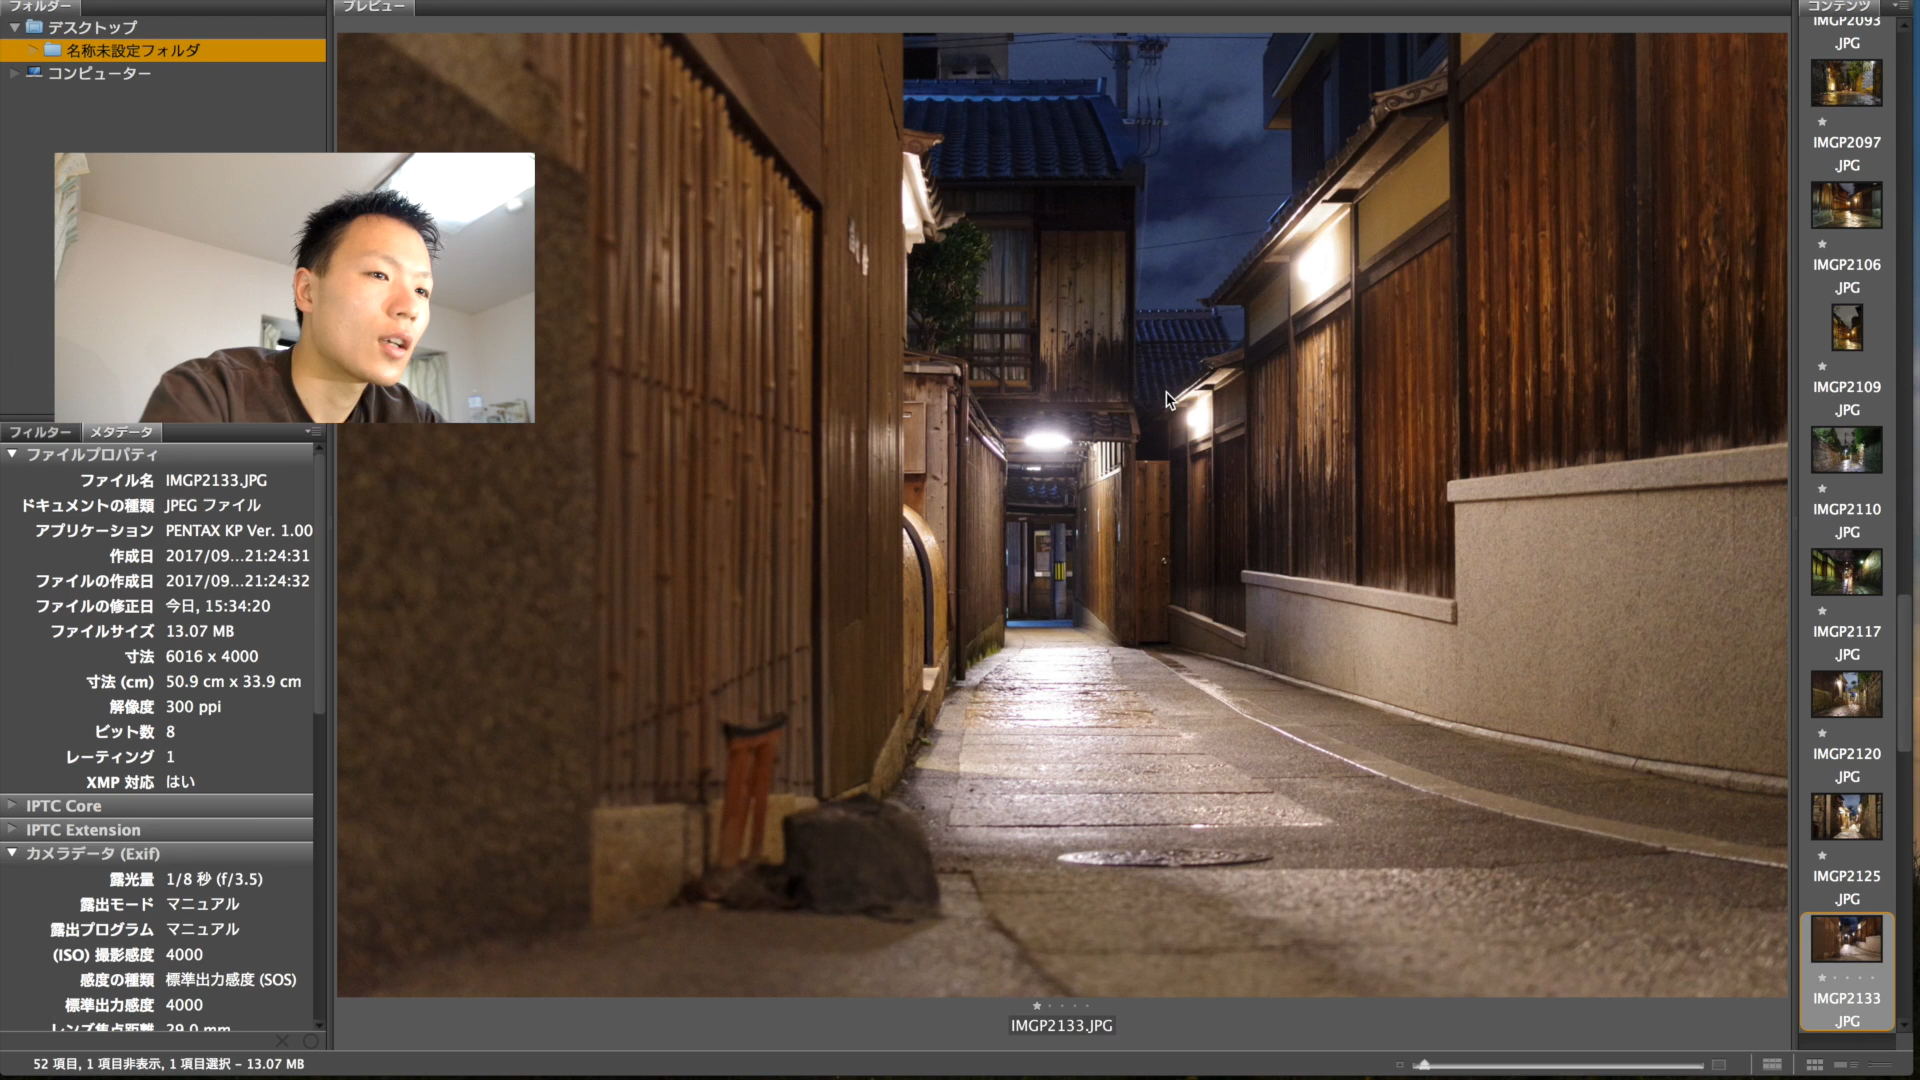 フォルダー
デスクトップ
名称未設定フォルダ
コンピューター
フィルター
メタデータ
ファイルプロパティ
ファイル名 IMGP2133.JPG
ドキュメントの種類 JPEG ファイル
アプリケーション PENTAX KP Ver. 1.00
作成日 2017/09...21:24:31
ファイルの作成日 2017/09...21:24:32
ファイルの修正日 今日, 15:34:20
ファイルサイズ 13.07 MB
寸法 6016 x 4000
寸法 (cm) 50.9 cm x 33.9 cm
解像度 300 ppi
ビット数 8
レーティング 1
XMP 対応 はい
IPTC Core
IPTC Extension
カメラデータ (Exif)
露光量 1/8 秒 (f/3.5)
露出モード マニュアル
露出プログラム マニュアル
(ISO) 撮影感度 4000
感度の種類 標準出力感度 (SOS)
標準出力感度 4000
レンズ焦点距離 29.0 mm
52 項目, 1 項目非表示, 1 項目選択 - 13.07 MB
プレビュー
IMGP2133.JPG
コンテンツ
IMGP2093
.JPG
IMGP2097
.JPG
IMGP2106
.JPG
IMGP2109
.JPG
IMGP2110
.JPG
IMGP2117
.JPG
IMGP2120
.JPG
IMGP2125
.JPG
IMGP2133
.JPG